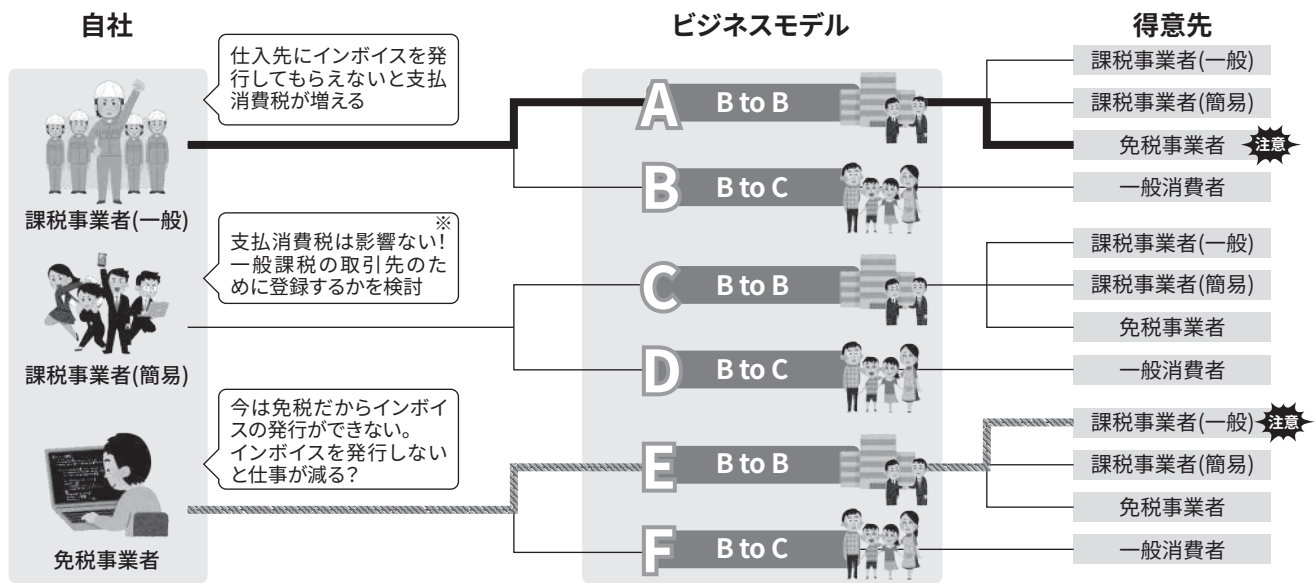 自社
ビジネスモデル
得意先
仕入先にインボイスを発
行してもらえないと支払
消費税が増える
課税事業者(一般)
※
支払消費税は影響ない!
一般課税の取引先のた
めに登録するかを検討
課税事業者(簡易)
今は免税だからインボイ
スの発行ができない。
インボイスを発行しない
と仕事が減る?
免税事業者
A B to B
B B to C
C B to B
D B to C
E B to B
F B to C
課税事業者(一般)
課税事業者(簡易)
免税事業者 注意
一般消費者
課税事業者(一般)
課税事業者(簡易)
免税事業者
一般消費者
課税事業者(一般) 注意
課税事業者(簡易)
免税事業者
一般消費者